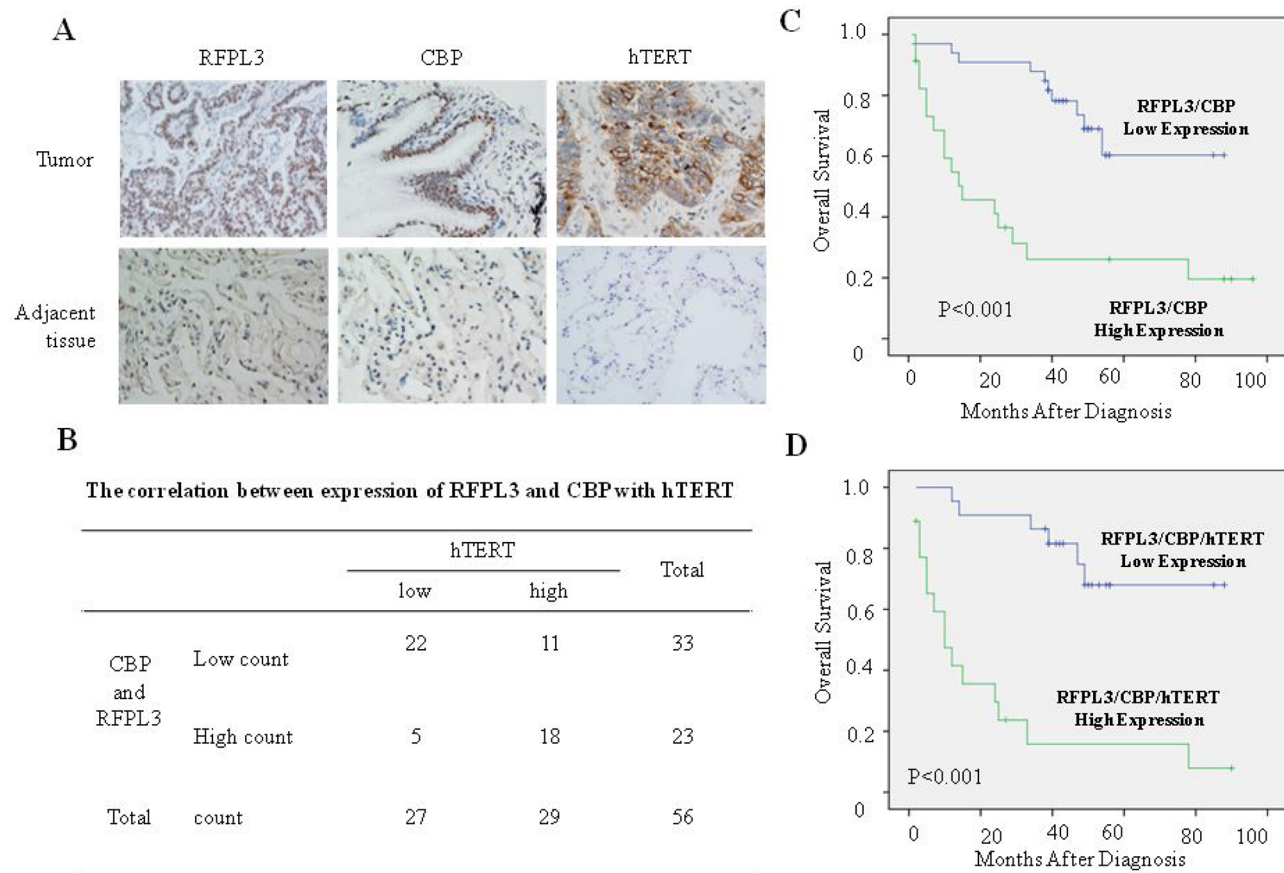 A
RFPL3 CBP hTERT
Tumor
Adjacent
tissue
B
The correlation between expression of RFPL3 and CBP with hTERT
hTERT Total
low high
CBP
and
RFPL3
Low count 22 11 33
High count 5 18 23
Total count 27 29 56
C
Overall Survival
1.0
0.8
0.6
0.4
0.2
0
RFPL3/CBP
Low Expression
P<0.001
RFPL3/CBP
High Expression
0 20 40 60 80 100
Months After Diagnosis
D
Overall Survival
1.0
0.8
0.6
0.4
0.2
0
RFPL3/CBP/hTERT
Low Expression
RFPL3/CBP/hTERT
High Expression
P<0.001
0 20 40 60 80 100
Months After Diagnosis